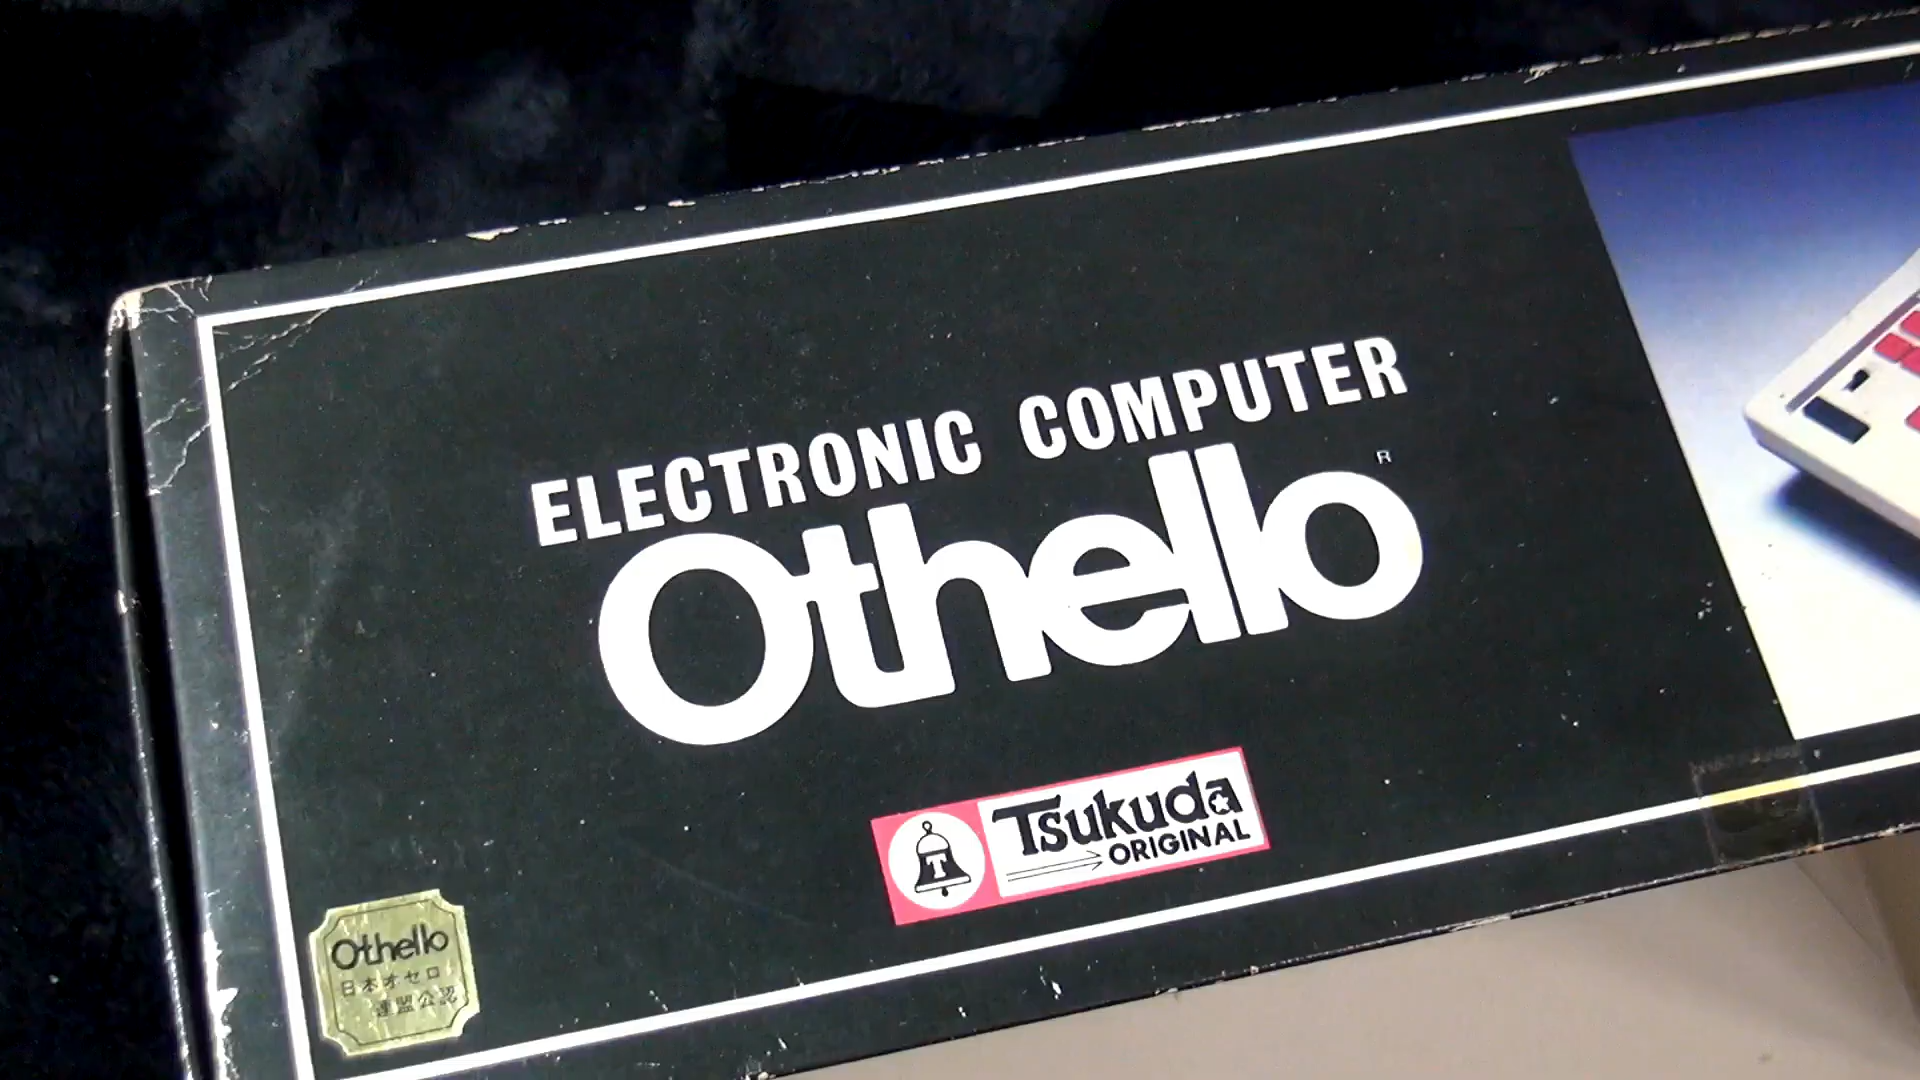 ELECTRONIC COMPUTER
Othello
R
T
Tsukuda
ORIGINAL
Othello
日本オセロ
連盟公認